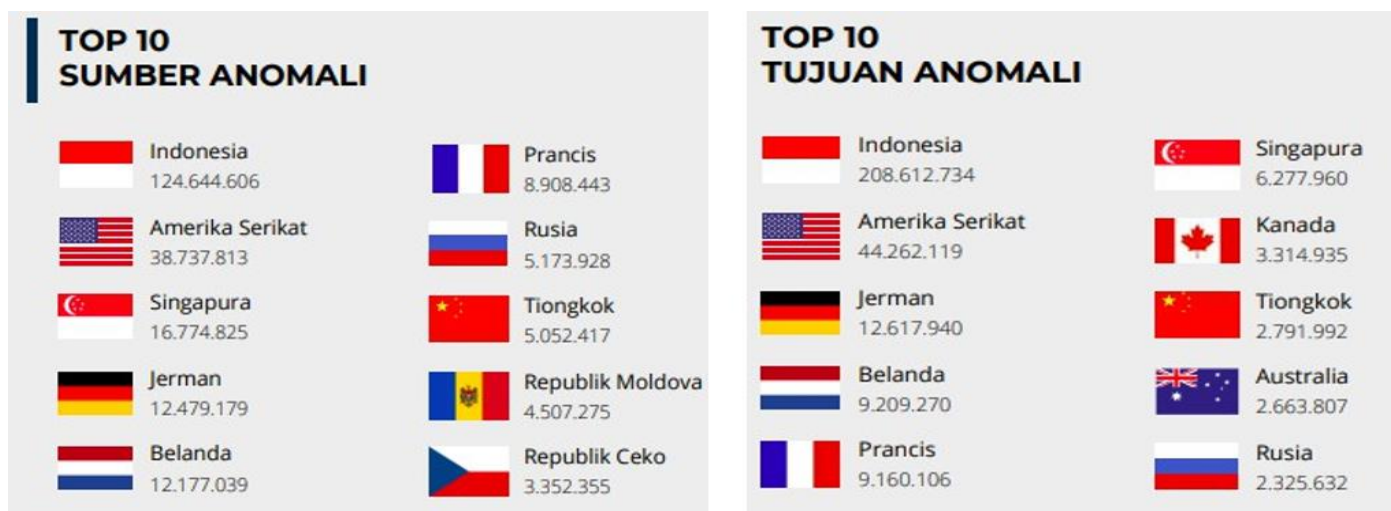 TOP 10
SUMBER ANOMALI
Indonesia
124.644.606
Amerika Serikat
38.737.813
Singapura
16.774.825
Jerman
12.479.179
Belanda
12.177.039
Prancis
8.908.443
Rusia
5.173.928
Tiongkok
5.052.417
Republik Moldova
4.507.275
Republik Ceko
3.352.355
TOP 10
TUJUAN ANOMALI
Indonesia
208.612.734
Amerika Serikat
44.262.119
Jerman
12.617.940
Belanda
9.209.270
Prancis
9.160.106
Singapura
6.277.960
Kanada
3.314.935
Tiongkok
2.791.992
Australia
2.663.807
Rusia
2.325.632